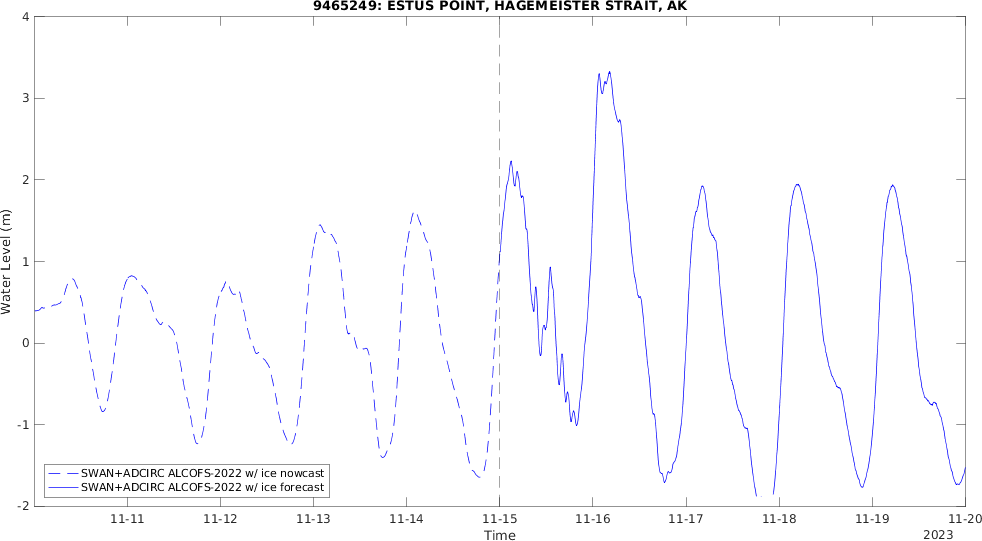 9465249: ESTUS POINT, HAGEMEISTER STRAIT, AK
4
3
2
1
0
-1
-2
Water Level (m)
SWAN+ADCIRC ALCOFS-2022 w/ ice nowcast
SWAN+ADCIRC ALCOFS-2022 w/ ice forecast
11-11 11-12 11-13 11-14 11-15 11-16 11-17 11-18 11-19 11-20
Time
2023